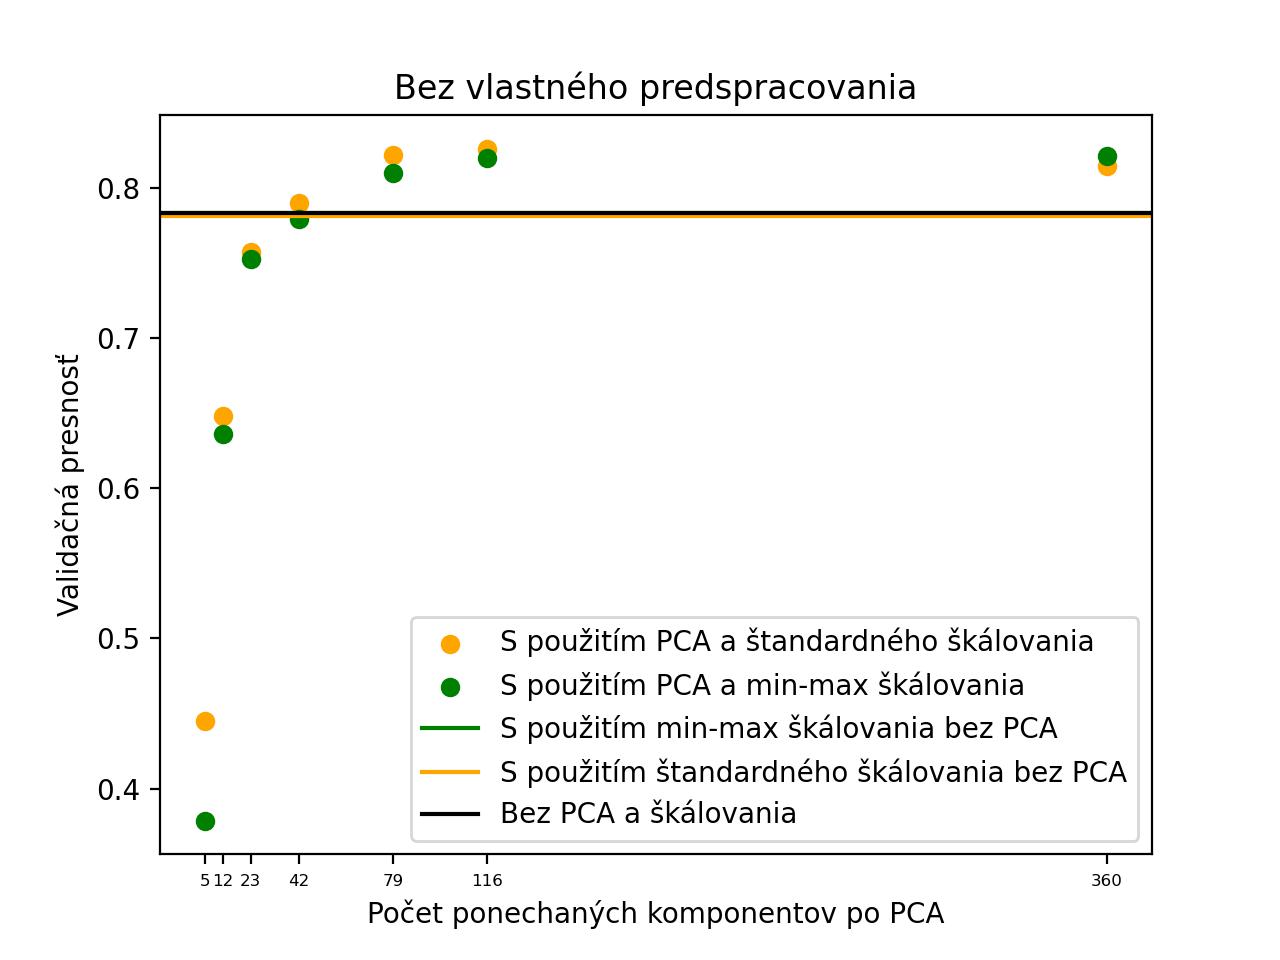 Bez vlastného predspracovania
Validačná presnosť
0.8
0.7
0.6
0.5
0.4
S použitím PCA a štandardného škálovania
S použitím PCA a min-max škálovania
S použitím min-max škálovania bez PCA
S použitím štandardného škálovania bez PCA
Bez PCA a škálovania
5 12 23 42 79 116 360
Počet ponechaných komponentov po PCA